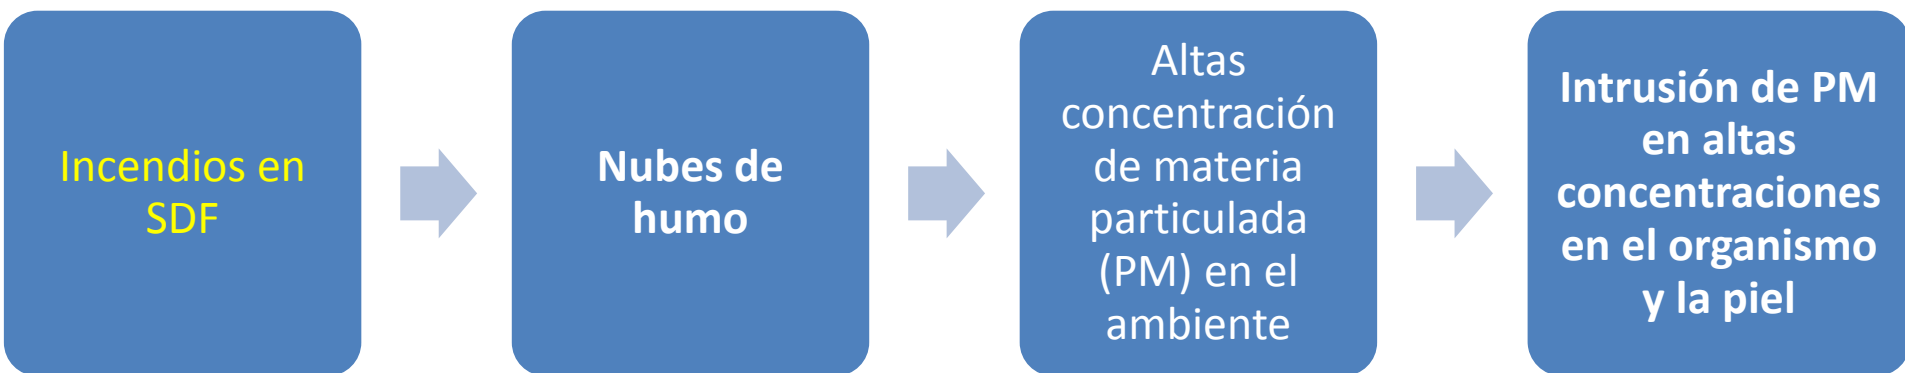 Incendios en
SDF
Nubes de
humo
Altas
concentración
de materia
particulada
(PM) en el
ambiente
Intrusión de PM
en altas
concentraciones
en el organismo
y la piel